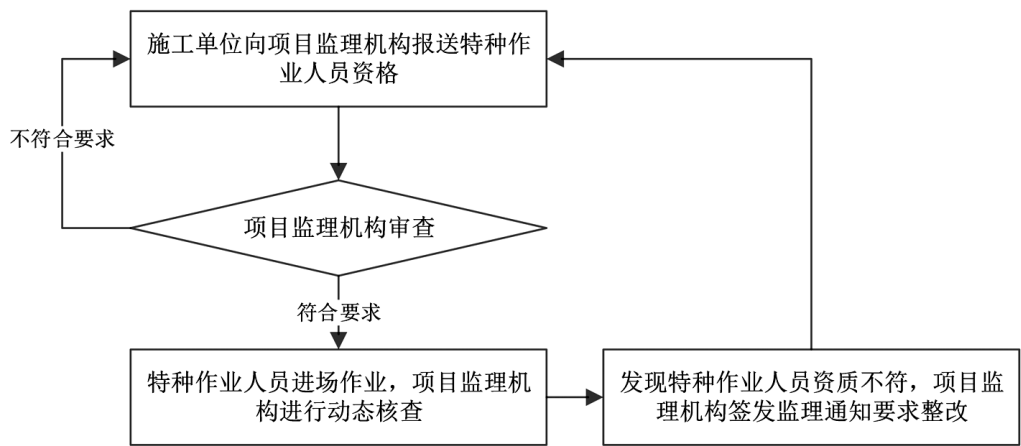 施工单位向项目监理机构报送特种作
业人员资格
不符合要求
项目监理机构审查
符合要求
特种作业人员进场作业，项目监理机
构进行动态核查
发现特种作业人员资质不符，项目监
理机构签发监理通知要求整改